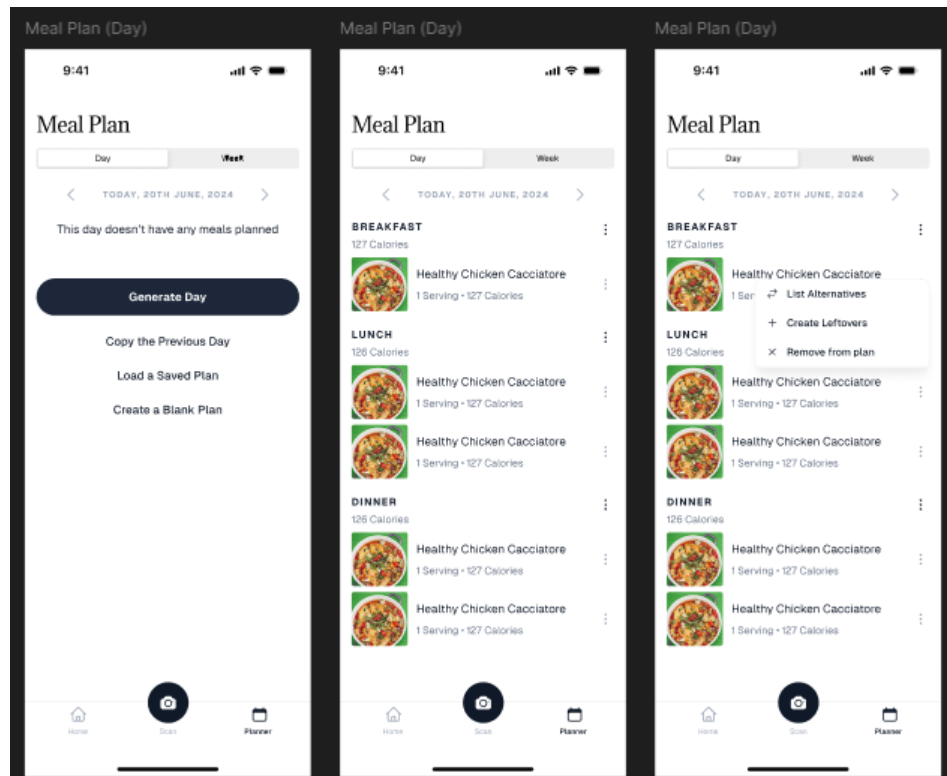 Meal Plan (Day)
9:41
Meal Plan
Day
Week
TODAY, 20TH JUNE, 2024
This day doesn't have any meals planned
Generate Day
Copy the Previous Day
Load a Saved Plan
Create a Blank Plan
Home
Scan
Planner
Meal Plan (Day)
9:41
Meal Plan
Day
Week
TODAY, 20TH JUNE, 2024
BREAKFAST
127 Calories
Healthy Chicken Cacciatore
1 Serving • 127 Calories
LUNCH
126 Calories
Healthy Chicken Cacciatore
1 Serving • 127 Calories
Healthy Chicken Cacciatore
1 Serving • 127 Calories
DINNER
126 Calories
Healthy Chicken Cacciatore
1 Serving • 127 Calories
Healthy Chicken Cacciatore
1 Serving • 127 Calories
Home
Scan
Planner
Meal Plan (Day)
9:41
Meal Plan
Day
Week
TODAY, 20TH JUNE, 2024
BREAKFAST
127 Calories
Healthy Chicken Cacciatore
1 Ser
List Alternatives
Create Leftovers
Remove from plan
LUNCH
126 Calories
Healthy Chicken Cacciatore
1 Serving • 127 Calories
Healthy Chicken Cacciatore
1 Serving • 127 Calories
DINNER
126 Calories
Healthy Chicken Cacciatore
1 Serving • 127 Calories
Healthy Chicken Cacciatore
1 Serving • 127 Calories
Home
Scan
Planner